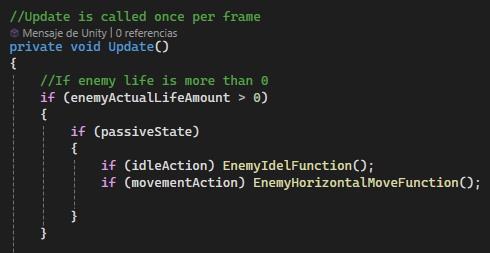 //Update is called once per frame
Mensaje de Unity | 0 referencias
private void Update()
{
//If enemy life is more than 0
if (enemyActualLifeAmount > 0)
{
if (passiveState)
{
if (idleAction) EnemyIdelFunction();
if (movementAction) EnemyHorizontalMoveFunction();
}
}